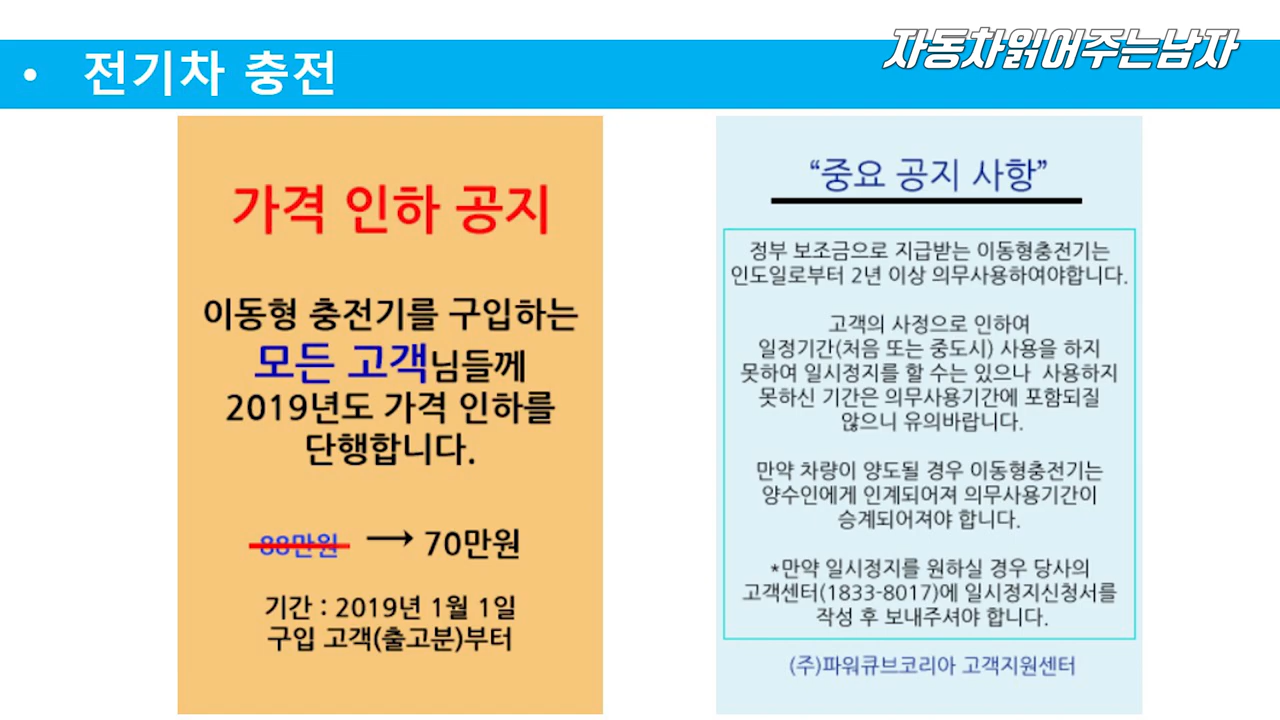 자동차읽어주는남자
• 전기차 충전
가격 인하 공지
이동형 충전기를 구입하는
모든 고객님들께
2019년도 가격 인하를
단행합니다.
88만원 → 70만원
기간 : 2019년 1월 1일
구입 고객(출고분)부터
“중요 공지 사항”
정부 보조금으로 지급받는 이동형충전기는
인도일로부터 2년 이상 의무사용하여야합니다.
고객의 사정으로 인하여
일정기간(처음 또는 중도시) 사용을 하지
못하여 일시정지를 할 수는 있으나 사용하지
못하신 기간은 의무사용기간에 포함되질
않으니 유의바랍니다.
만약 차량이 양도될 경우 이동형충전기는
양수인에게 인계되어져 의무사용기간이
승계되어져야 합니다.
*만약 일시정지를 원하실 경우 당사의
고객센터(1833-8017)에 일시정지신청서를
작성 후 보내주셔야 합니다.
(주)파워큐브코리아 고객지원센터